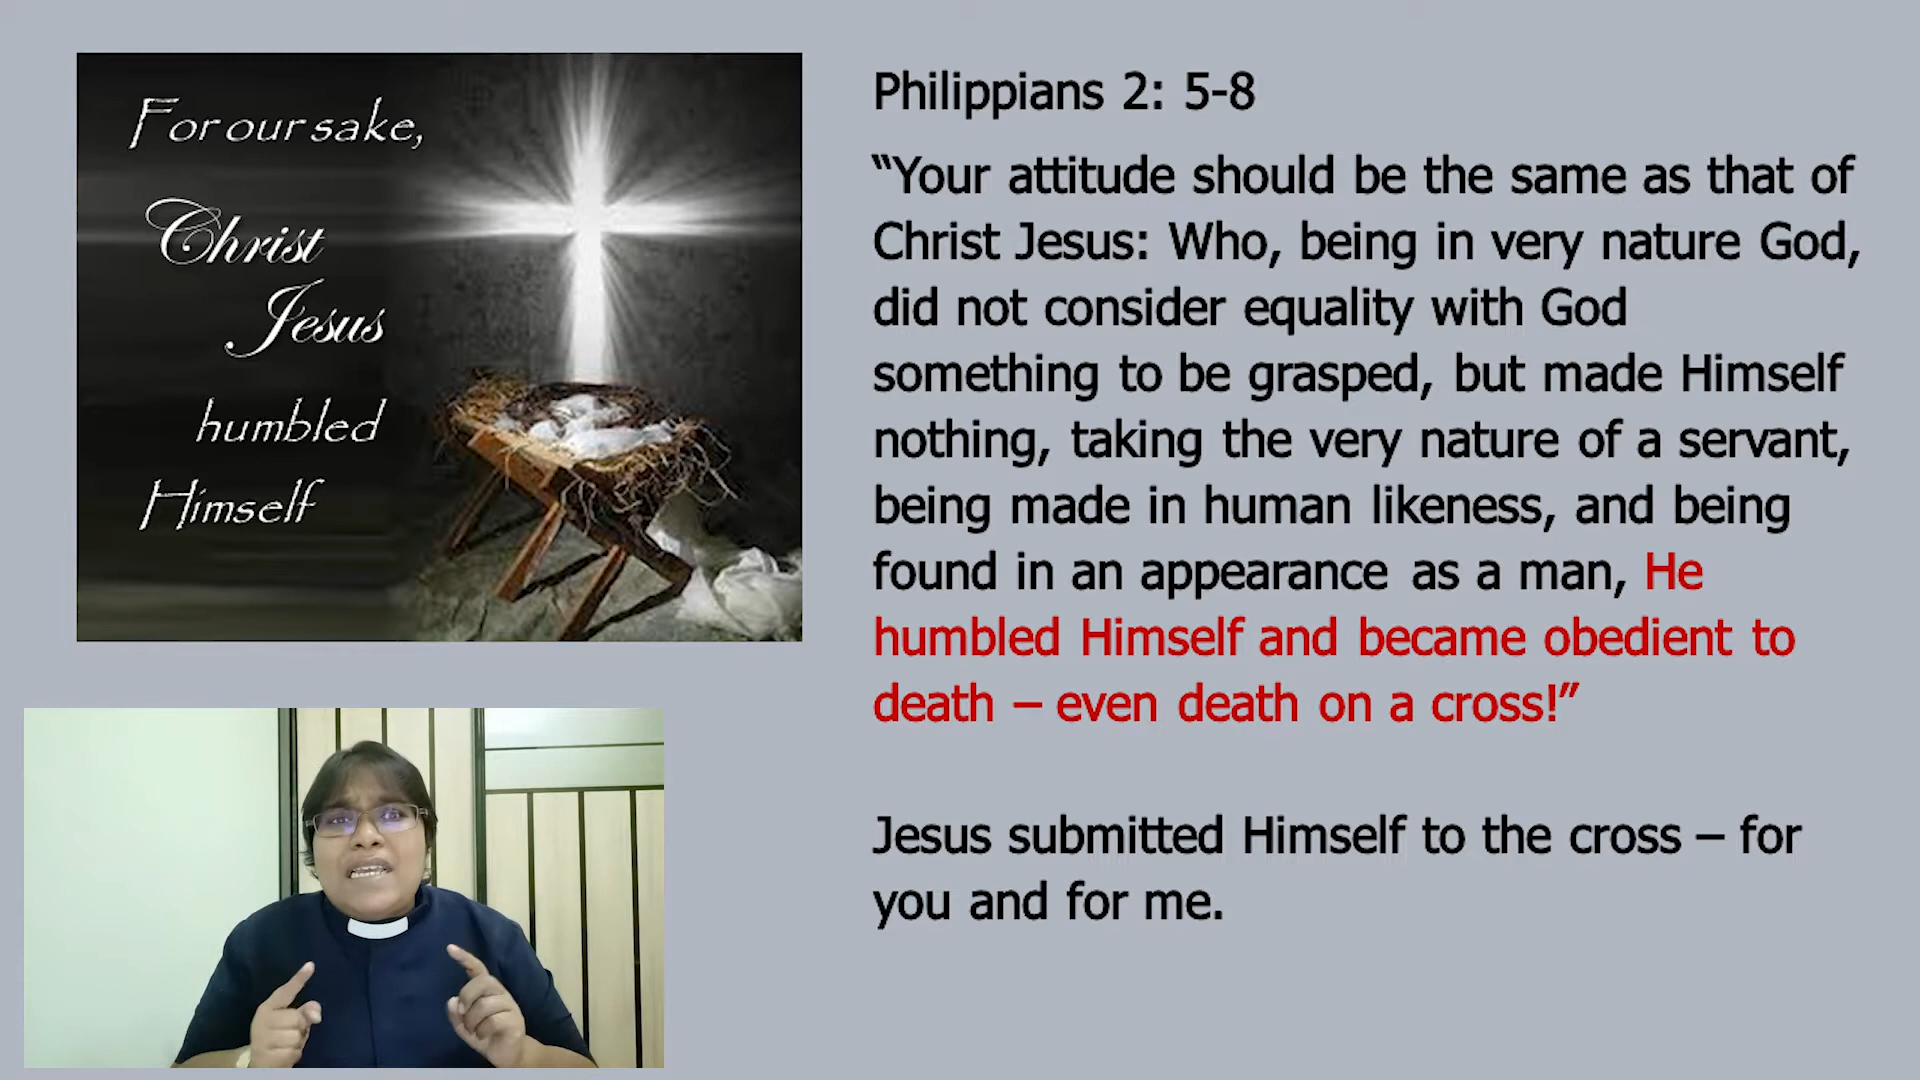 For our sake,
Christ
Jesus
humbled
Himself
Philippians 2: 5-8
“Your attitude should be the same as that of
Christ Jesus: Who, being in very nature God,
did not consider equality with God
something to be grasped, but made Himself
nothing, taking the very nature of a servant,
being made in human likeness, and being
found in an appearance as a man, He
humbled Himself and became obedient to
death – even death on a cross!”
Jesus submitted Himself to the cross – for
you and for me.